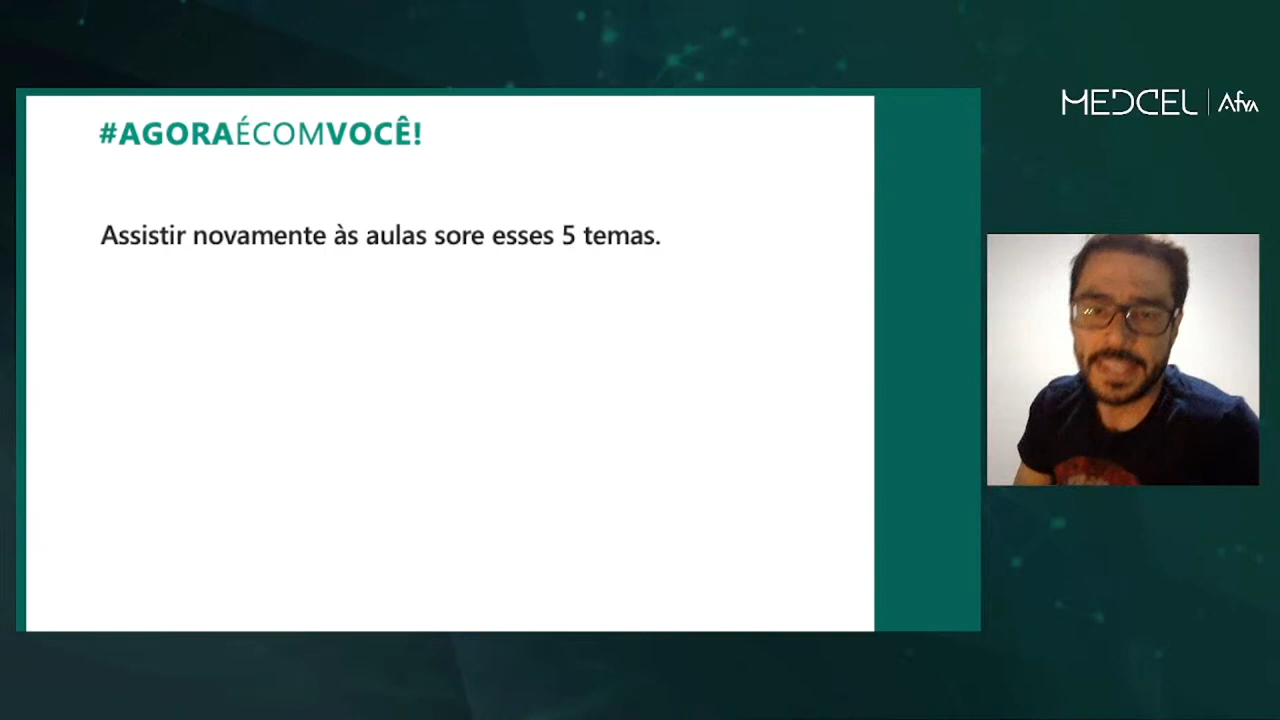 #AGORAÉCOMVOCÊ!
MEDCEL | Afya
Assistir novamente às aulas sore esses 5 temas.